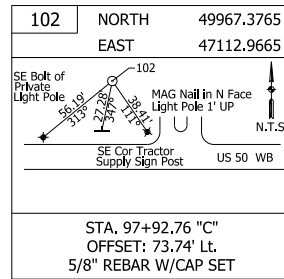 102
NORTH 49967.3765
EAST 47112.9665
102
SE Bolt of
Private
Light Pole
56.19'
313°
27.28'
347°
38.41'
111°
MAG Nail in N Face
Light Pole 1' UP
N.T.S
SE Cor Tractor
Supply Sign Post
US 50 WB
STA. 97+92.76 "C"
OFFSET: 73.74' Lt.
5/8" REBAR W/CAP SET